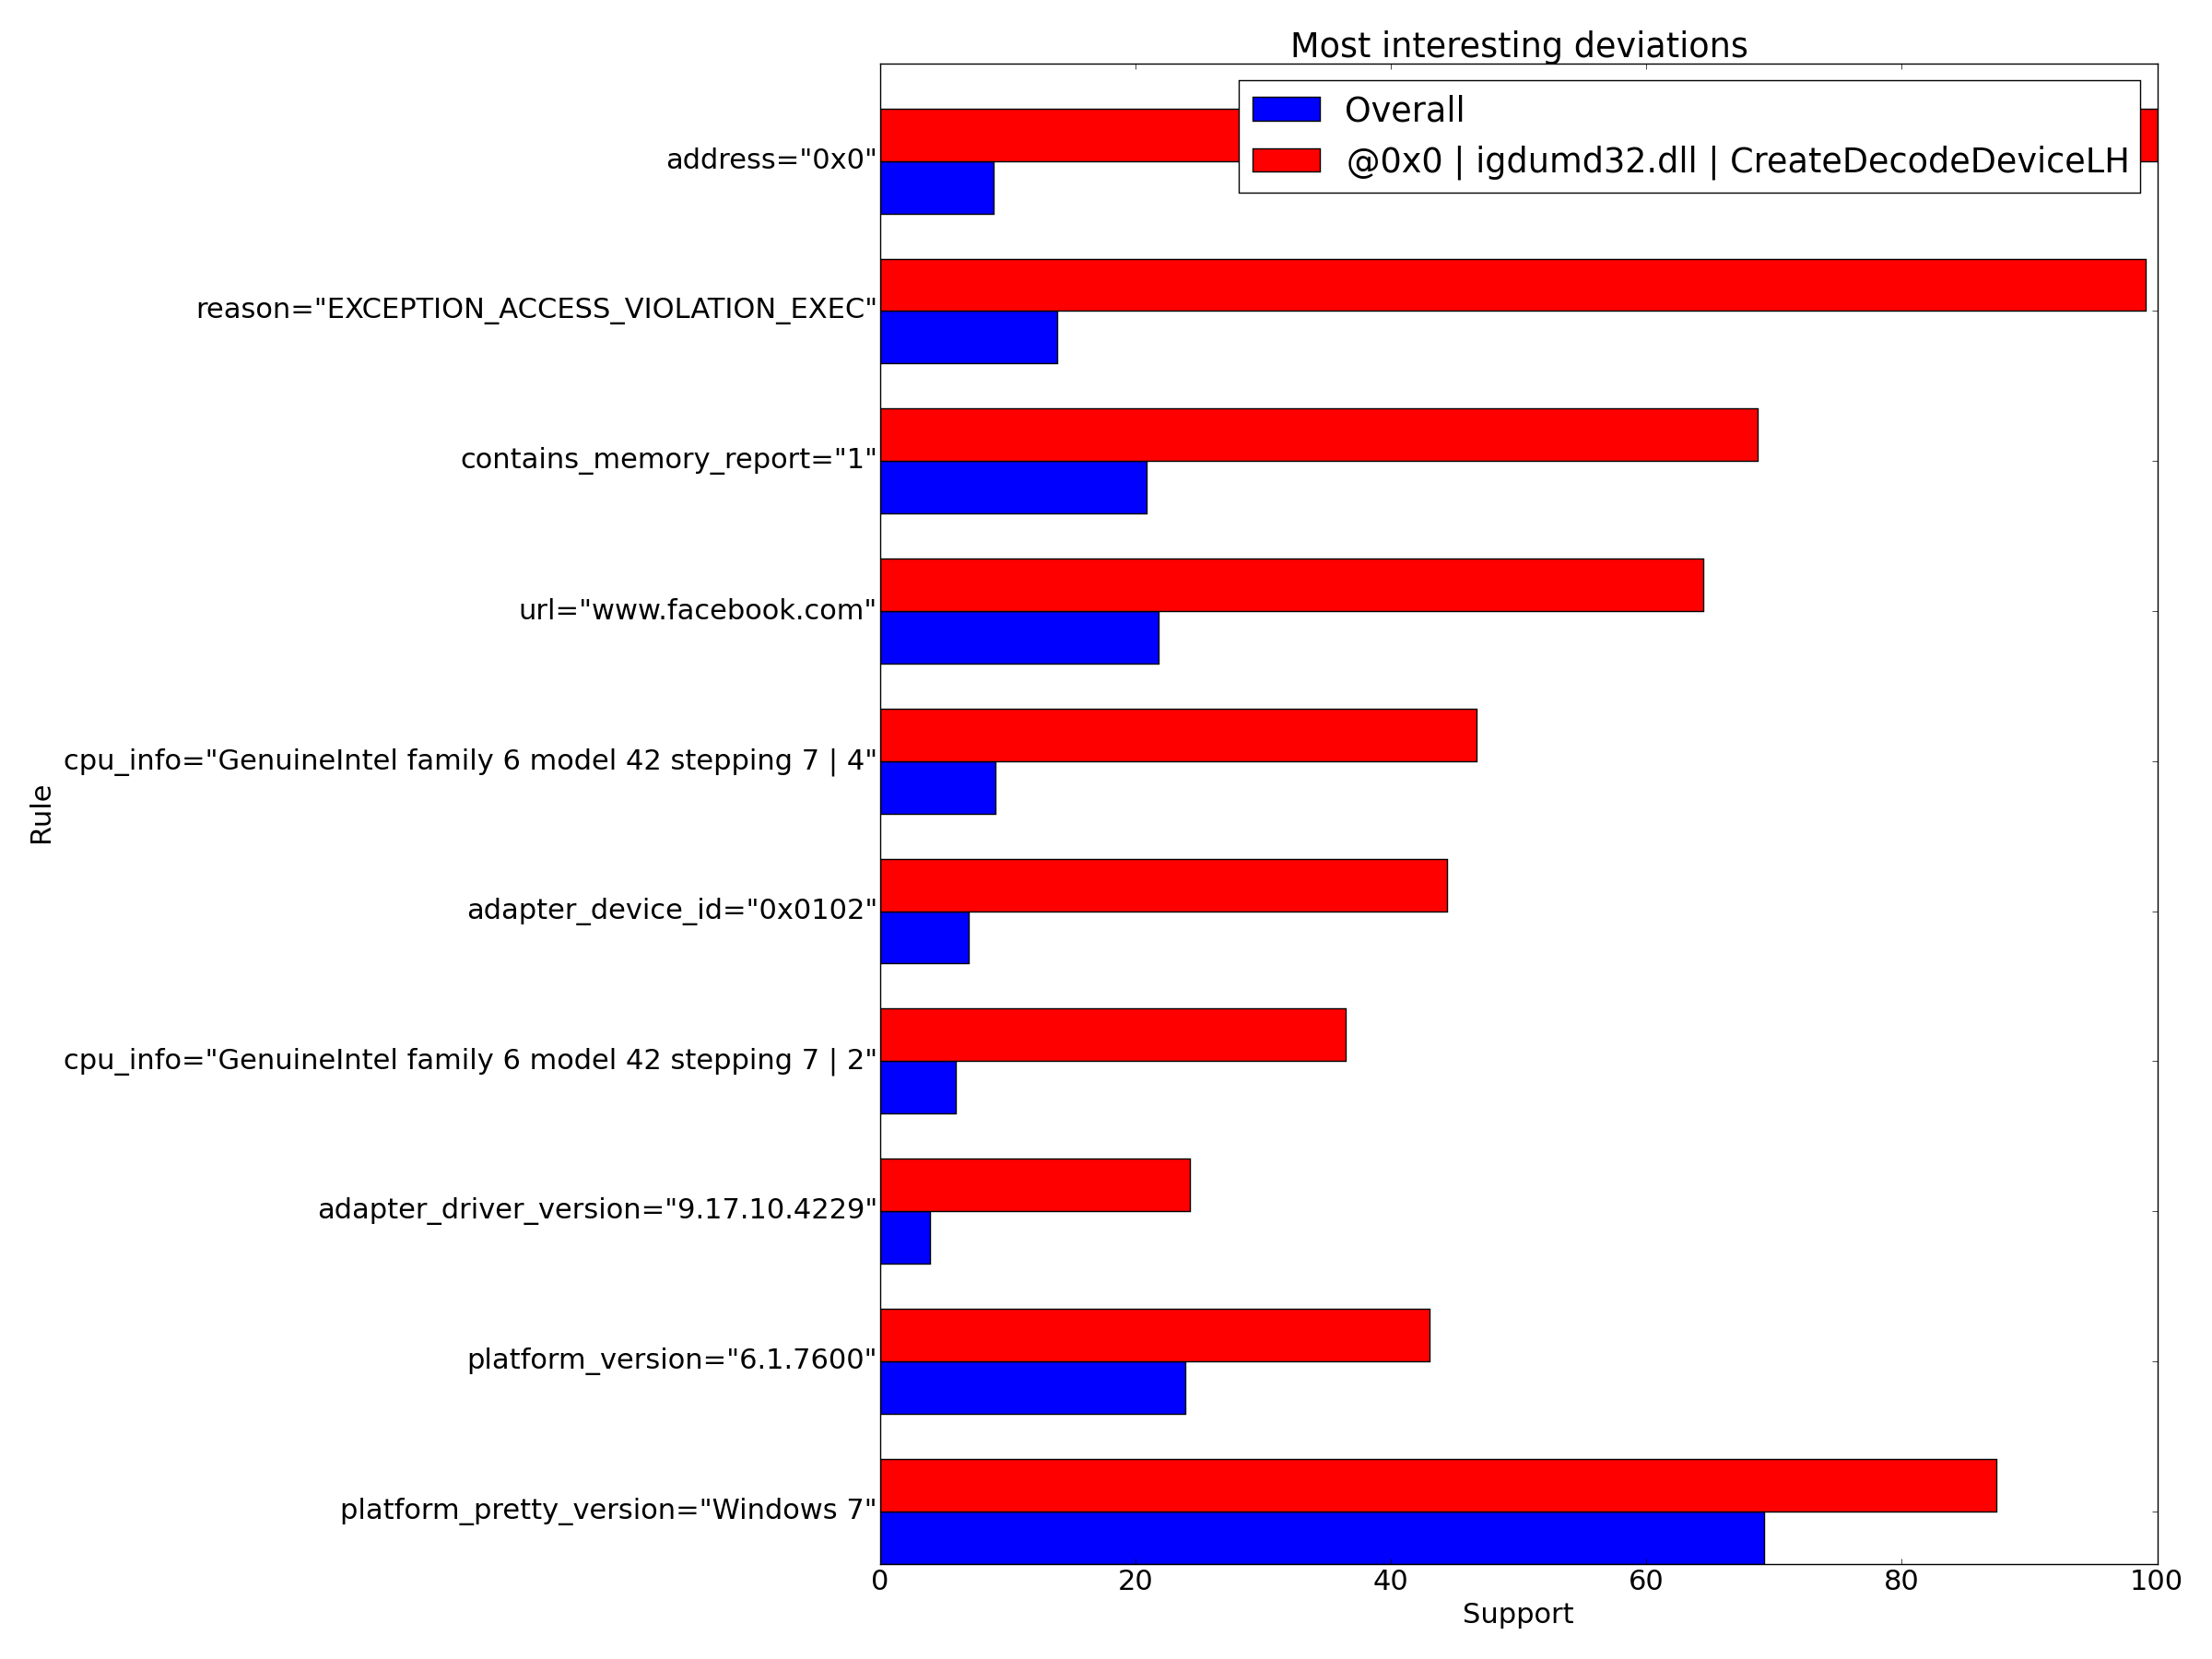 Most interesting deviations
Overall
@0x0 | igdumd32.dll | CreateDecodeDeviceLH
address="0x0"
reason="EXCEPTION_ACCESS_VIOLATION_EXEC"
contains_memory_report="1"
url="www.facebook.com"
cpu_info="GenuineIntel family 6 model 42 stepping 7 | 4"
adapter_device_id="0x0102"
cpu_info="GenuineIntel family 6 model 42 stepping 7 | 2"
adapter_driver_version="9.17.10.4229"
platform_version="6.1.7600"
platform_pretty_version="Windows 7"
Rule
0 20 40 60 80 100
Support